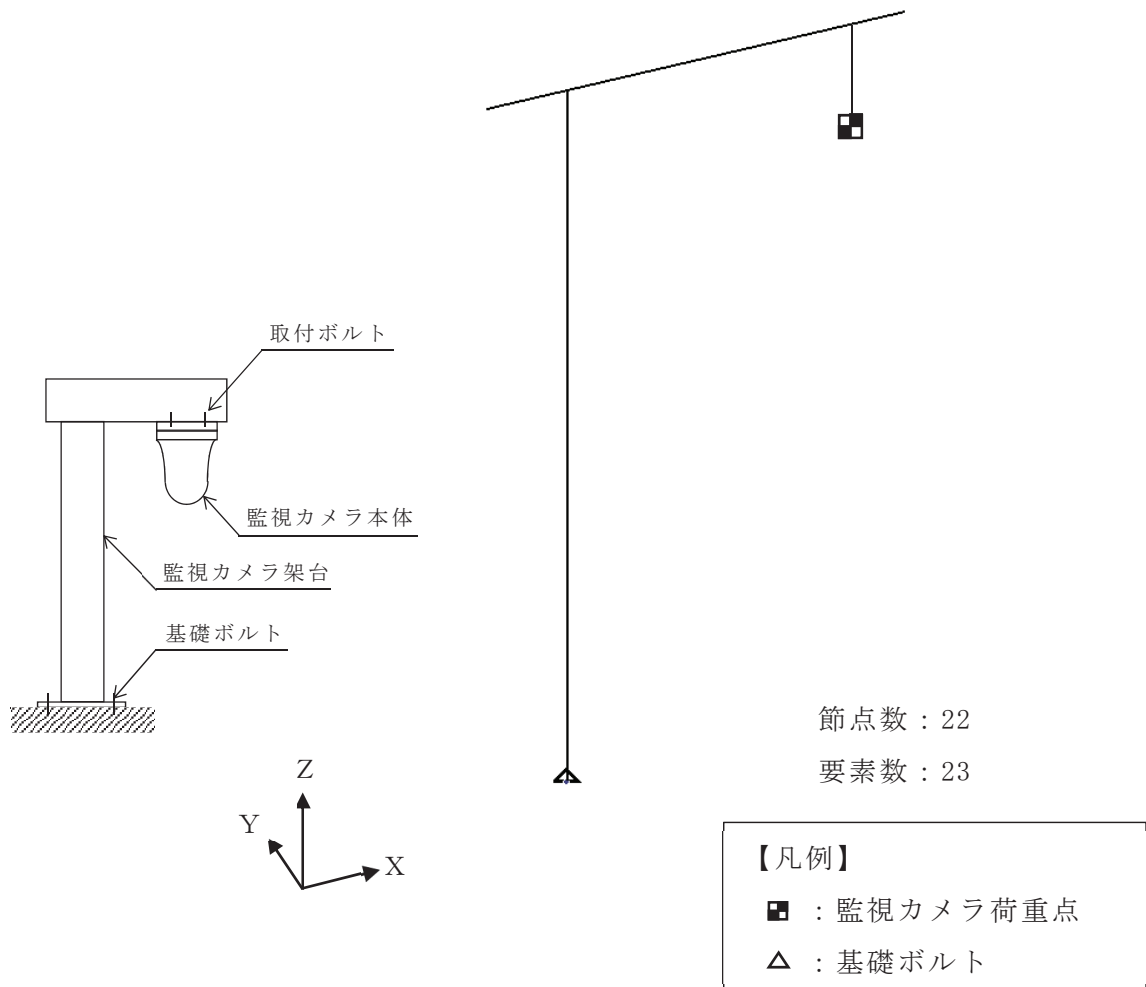 取付ボルト
監視カメラ本体
監視カメラ架台
基礎ボルト
Z
Y
X
節点数：22
要素数：23
【凡例】
：監視カメラ荷重点
：基礎ボルト